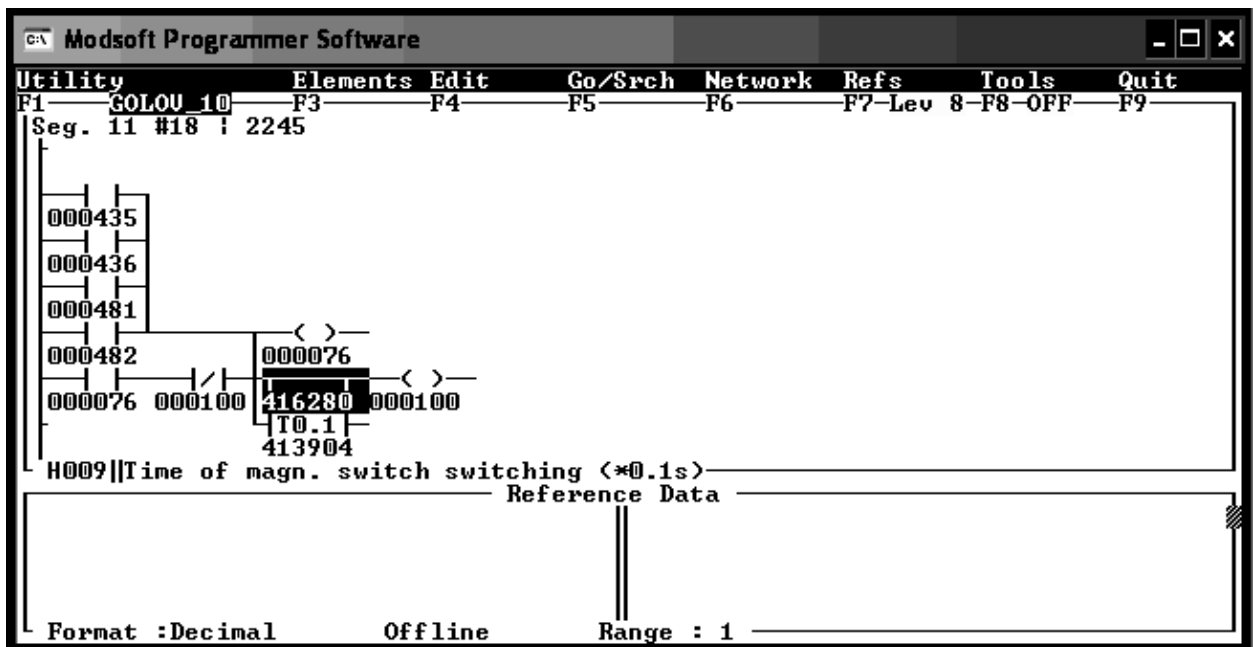 Modsoft Programmer Software
Utility Elements Edit Go/Srch Network Refs Tools Quit
F1 GOLOV_10 F3 F4 F5 F6 F7-Lev 8-F8-OFF F9
Seg. 11 #18 ¦ 2245
000435
000436
000481
( )
000482 000076
/ ( )
000076 000100 416280 000100
T0.1
413904
H009||Time of magn. switch switching (*0.1s)
Reference Data
Format :Decimal Offline Range : 1